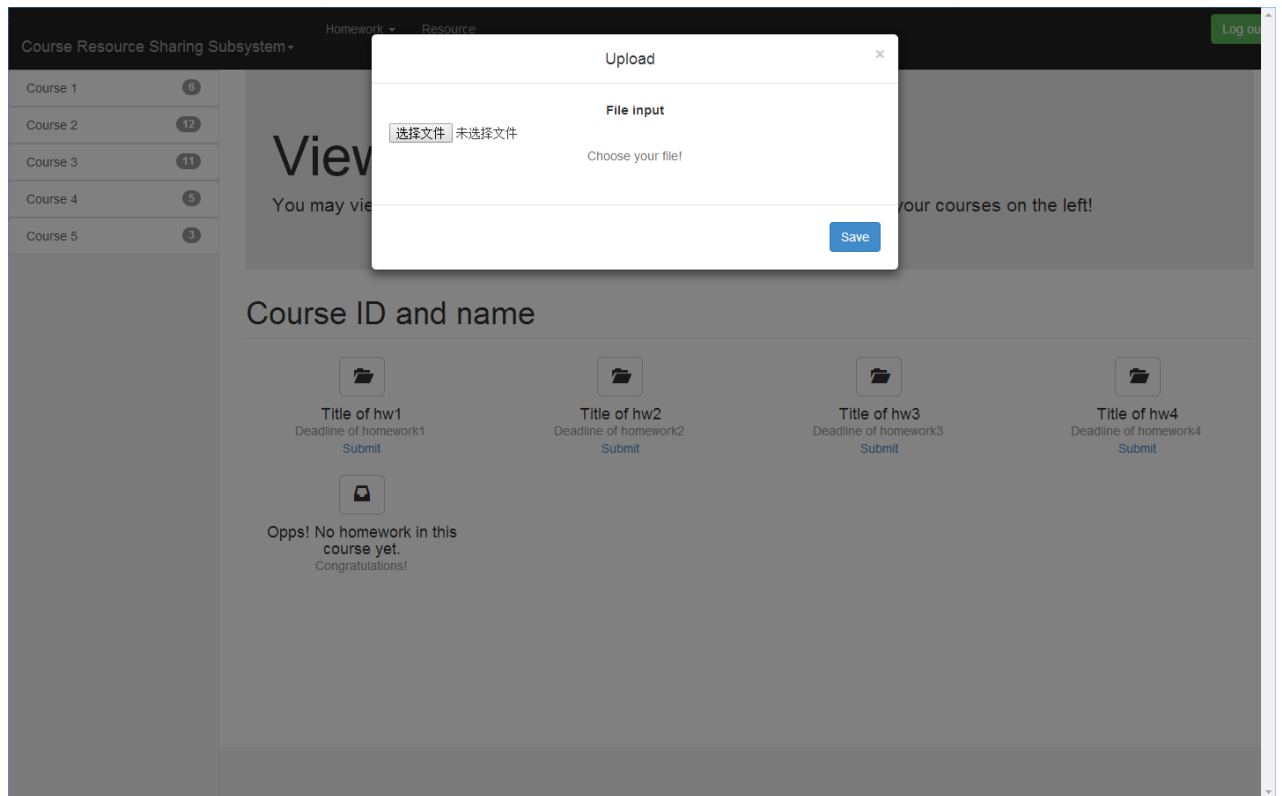 Homework Resource
Course Resource Sharing Subsystem
Log ou
Upload ×
File input
选择文件 未选择文件
Choose your file!
Save
Course 1 6
Course 2 12
Course 3 11
Course 4 5
Course 5 3
View
You may vie your courses on the left!
Course ID and name
Title of hw1
Deadline of homework1
Submit
Title of hw2
Deadline of homework2
Submit
Title of hw3
Deadline of homework3
Submit
Title of hw4
Deadline of homework4
Submit
Opps! No homework in this
course yet.
Congratulations!